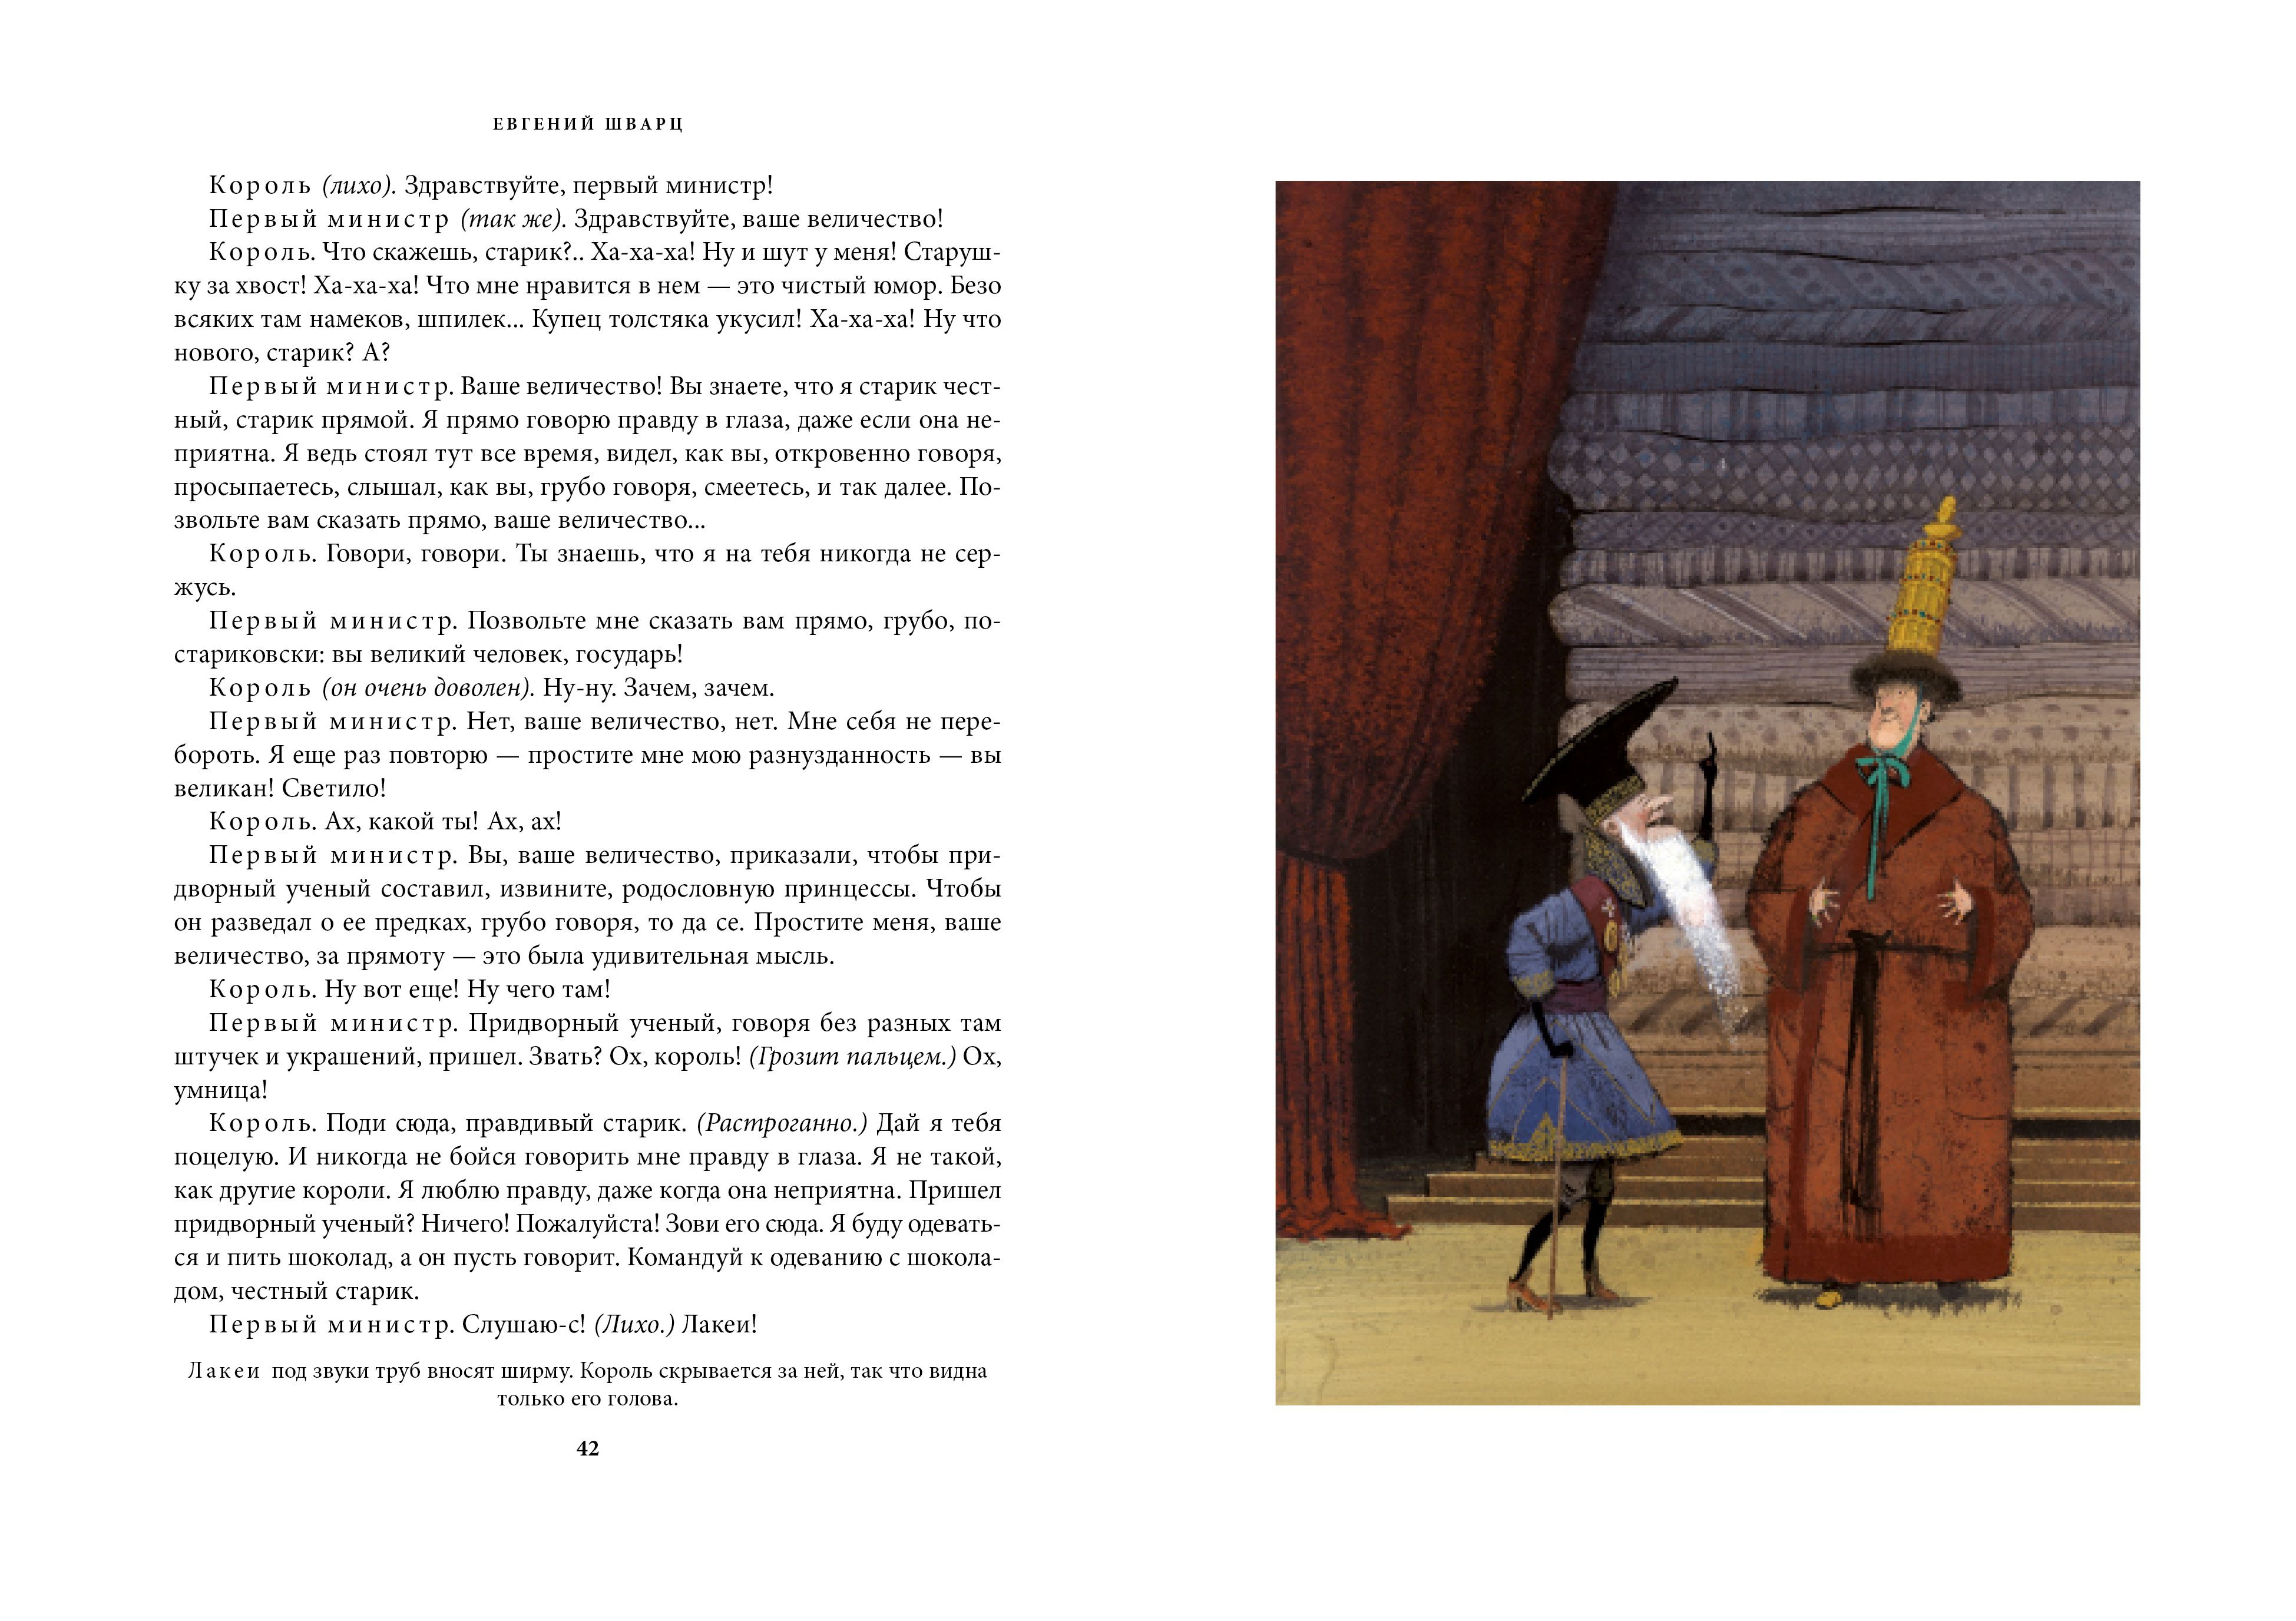 ЕВГЕНИЙ ШВАРЦ
Король (лихо). Здравствуйте, первый министр!
Первый министр (так же). Здравствуйте, ваше величество!
Король. Что скажешь, старик?.. Ха-ха-ха! Ну и шут у меня! Старуш-
ку за хвост! Ха-ха-ха! Что мне нравится в нем — это чистый юмор. Безо
всяких там намеков, шпилек... Купец толстяка укусил! Ха-ха-ха! Ну что
нового, старик? А?
Первый министр. Ваше величество! Вы знаете, что я старик чест-
ный, старик прямой. Я прямо говорю правду в глаза, даже если она не-
приятна. Я ведь стоял тут все время, видел, как вы, откровенно говоря,
просыпаетесь, слышал, как вы, грубо говоря, смеетесь, и так далее. По-
звольте вам сказать прямо, ваше величество...
Король. Говори, говори. Ты знаешь, что я на тебя никогда не сер-
жусь.
Первый министр. Позвольте мне сказать вам прямо, грубо, по-
стариковски: вы великий человек, государь!
Король (он очень доволен). Ну-ну. Зачем, зачем.
Первый министр. Нет, ваше величество, нет. Мне себя не пере-
бороть. Я еще раз повторю — простите мне мою разнузданность — вы
великан! Светило!
Король. Ах, какой ты! Ах, ах!
Первый министр. Вы, ваше величество, приказали, чтобы при-
дворный ученый составил, извините, родословную принцессы. Чтобы
он разведал о ее предках, грубо говоря, то да се. Простите меня, ваше
величество, за прямоту — это была удивительная мысль.
Король. Ну вот еще! Ну чего там!
Первый министр. Придворный ученый, говоря без разных там
штучек и украшений, пришел. Звать? Ох, король! (Грозит пальцем.) Ох,
умница!
Король. Поди сюда, правдивый старик. (Растроганно.) Дай я тебя
поцелую. И никогда не бойся говорить мне правду в глаза. Я не такой,
как другие короли. Я люблю правду, даже когда она неприятна. Пришел
придворный ученый? Ничего! Пожалуйста! Зови его сюда. Я буду одевать-
ся и пить шоколад, а он пусть говорит. Командуй к одеванию с шокола-
дом, честный старик.
Первый министр. Слушаю-с! (Лихо.) Лакеи!
Лакеи под звуки труб вносят ширму. Король скрывается за ней, так что видна
только его голова.
42